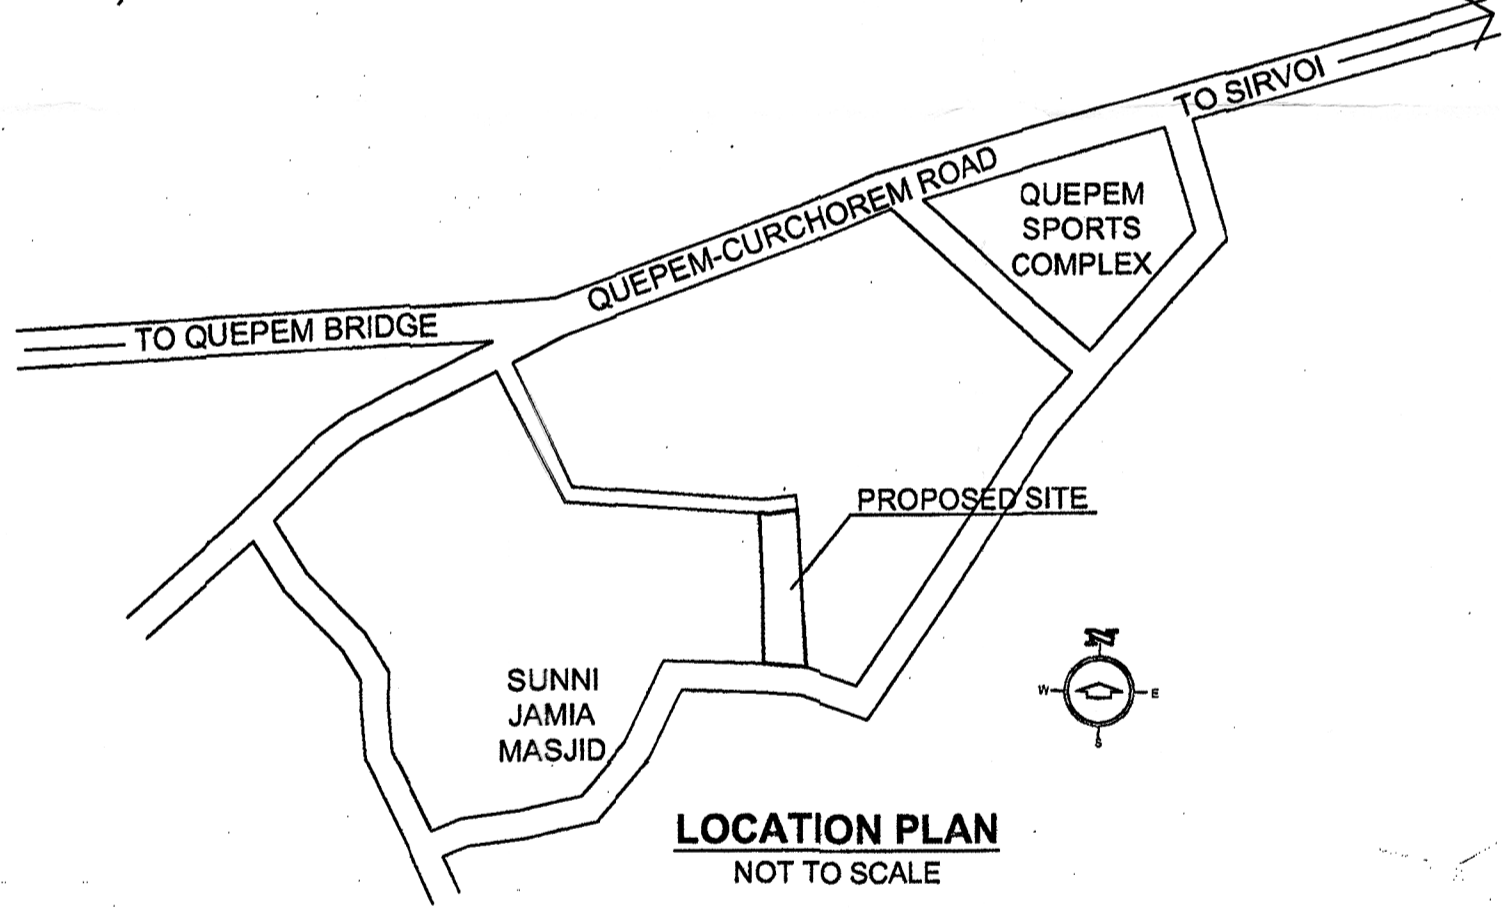 TO SIRVOI
QUEPEM-CURCHOREM ROAD
QUEPEM
SPORTS
COMPLEX
TO QUEPEM BRIDGE
PROPOSED SITE
N
W
E
S
SUNNI
JAMIA
MASJID
LOCATION PLAN
NOT TO SCALE